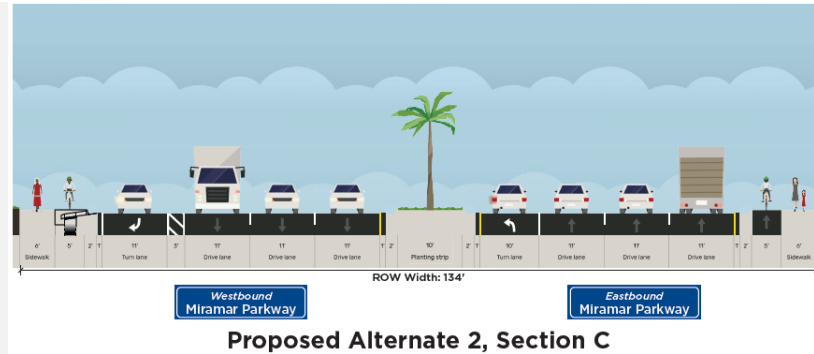 6' 5' 2' 1' 11' 3' 11' 11' 11' 1' 2' 10' 2' 1' 10' 11' 11' 11' 1' 2' 5' 6'
Sidewalk Turn lane Drive lane Drive lane Drive lane Planting strip Turn lane Drive lane Drive lane Drive lane Sidewalk
ROW Width: 134'
Westbound
Miramar Parkway
Eastbound
Miramar Parkway
Proposed Alternate 2, Section C